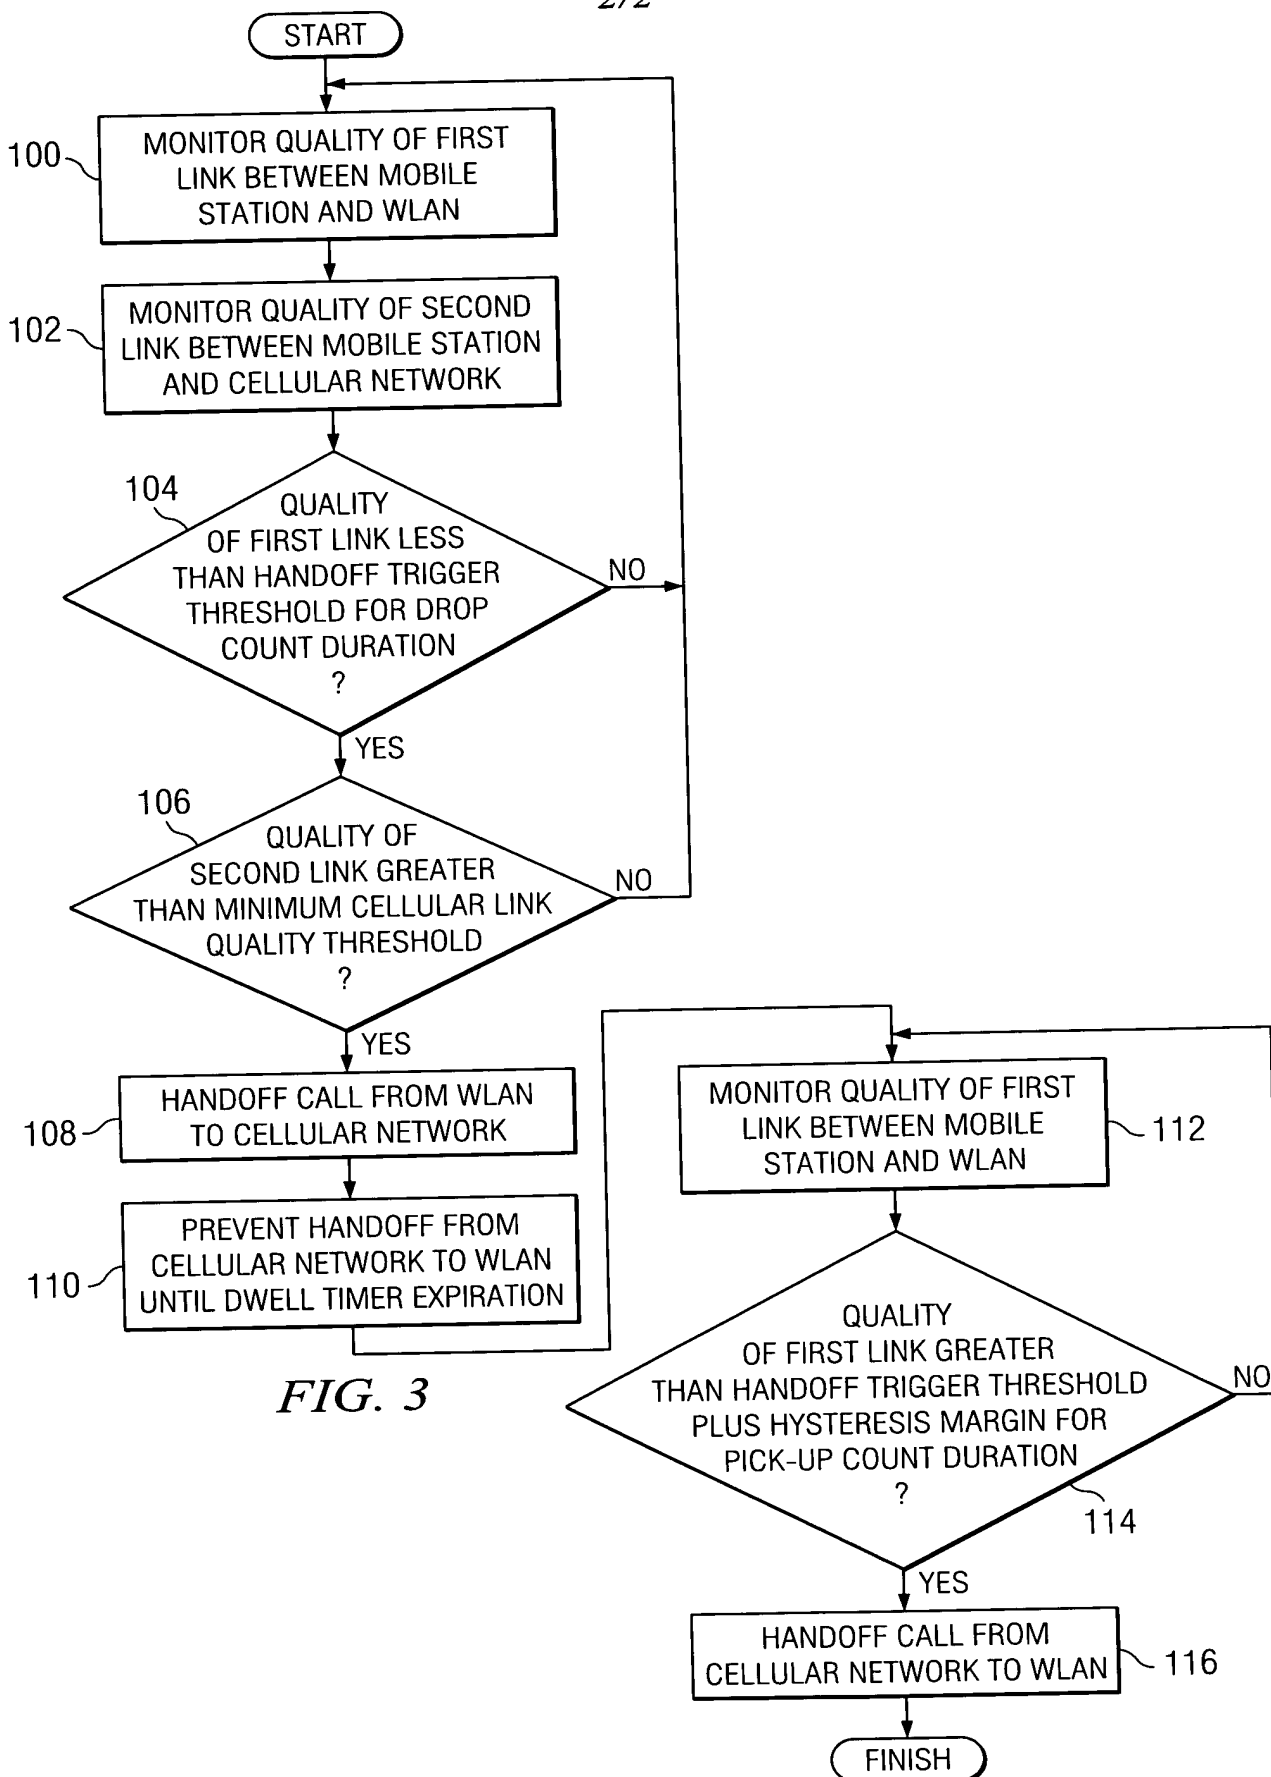 2/2
START
100
MONITOR QUALITY OF FIRST
LINK BETWEEN MOBILE
STATION AND WLAN
102
MONITOR QUALITY OF SECOND
LINK BETWEEN MOBILE STATION
AND CELLULAR NETWORK
104
QUALITY
OF FIRST LINK LESS
THAN HANDOFF TRIGGER
THRESHOLD FOR DROP
COUNT DURATION
?
NO
YES
106
QUALITY OF
SECOND LINK GREATER
THAN MINIMUM CELLULAR LINK
QUALITY THRESHOLD
?
NO
YES
108
HANDOFF CALL FROM WLAN
TO CELLULAR NETWORK
110
PREVENT HANDOFF FROM
CELLULAR NETWORK TO WLAN
UNTIL DWELL TIMER EXPIRATION
FIG. 3
MONITOR QUALITY OF FIRST
LINK BETWEEN MOBILE
STATION AND WLAN
112
QUALITY
OF FIRST LINK GREATER
THAN HANDOFF TRIGGER THRESHOLD
PLUS HYSTERESIS MARGIN FOR
PICK-UP COUNT DURATION
?
NO
114
YES
HANDOFF CALL FROM
CELLULAR NETWORK TO WLAN
116
FINISH